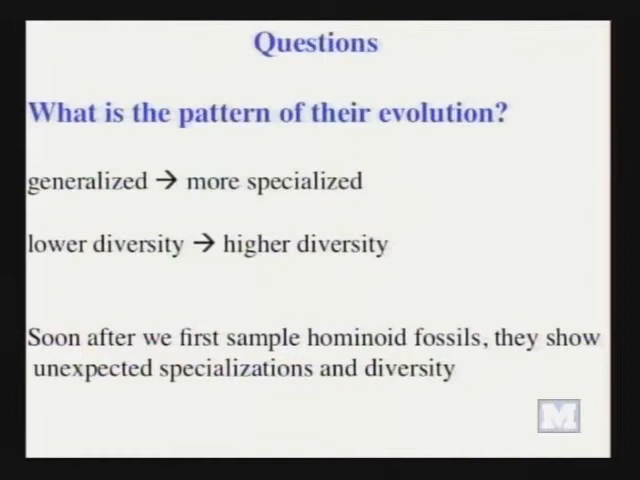 Questions
What is the pattern of their evolution?
generalized → more specialized
lower diversity → higher diversity
Soon after we first sample hominoid fossils, they show
unexpected specializations and diversity
M